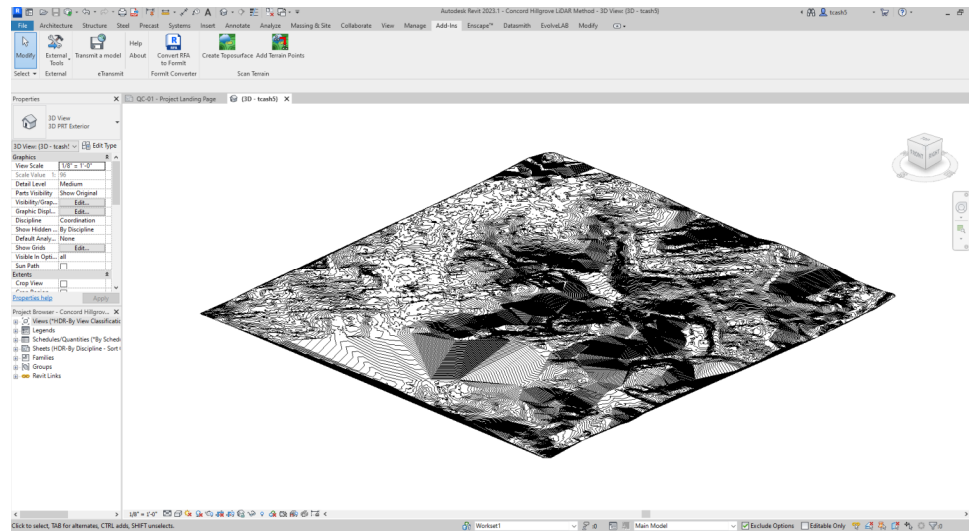 Autodesk Revit 2023.1 - Concord Hillgrove LiDAR Method - 3D View: {3D - tcash5}
tcash5
File Architecture Structure Steel Precast Systems Insert Annotate Analyze Massing & Site Collaborate View Manage Add-Ins Enscape™ Datasmith EvolveLAB Modify
Modify
External Tools
Transmit a model
Help
About
Convert RFA to FormIt
Create Toposurface
Add Terrain Points
Select External eTransmit FormIt Converter Scan Terrain
Properties
QC-01 - Project Landing Page
{3D - tcash5}
3D View
3D PRT Exterior
3D View: {3D - tcash5 Edit Type
Graphics
View Scale 1/8" = 1'-0"
Scale Value 1: 96
Detail Level Medium
Parts Visibility Show Original
Visibility/Grap... Edit...
Graphic Displ... Edit...
Discipline Coordination
Show Hidden ... By Discipline
Default Analy... None
Show Grids Edit...
Visible In Opti... all
Sun Path
Extents
Crop View
Properties help Apply
Project Browser - Concord Hillgrov...
Views (*HDR-By View Classificatio
Legends
Schedules/Quantities (*By Sched
Sheets (HDR-By Discipline - Sort
Families
Groups
Revit Links
FRONT
RIGHT
1/8" = 1'-0"
Click to select, TAB for alternates, CTRL adds, SHIFT unselects.
Workset1
:0
Main Model
Exclude Options
Editable Only
:0